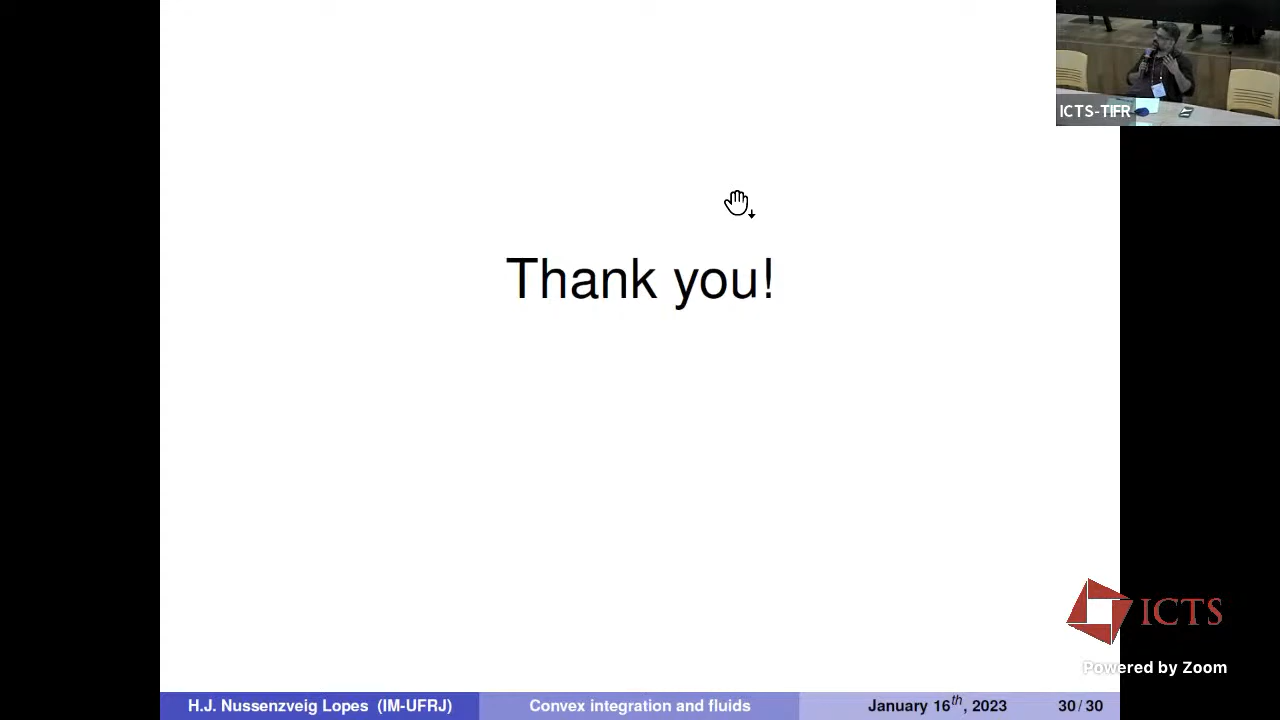 ICTS-TIFR
Thank you!
ICTS
Powered by Zoom
H.J. Nussenzveig Lopes (IM-UFRJ)
Convex integration and fluids
January 16th, 2023
30/30